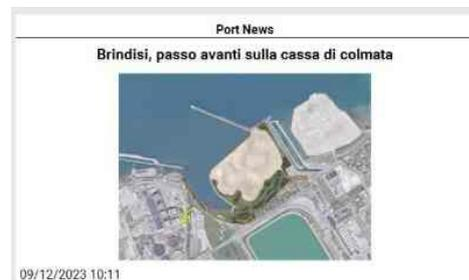 Port News
Brindisi, passo avanti sulla cassa di colmata
09/12/2023 10:11